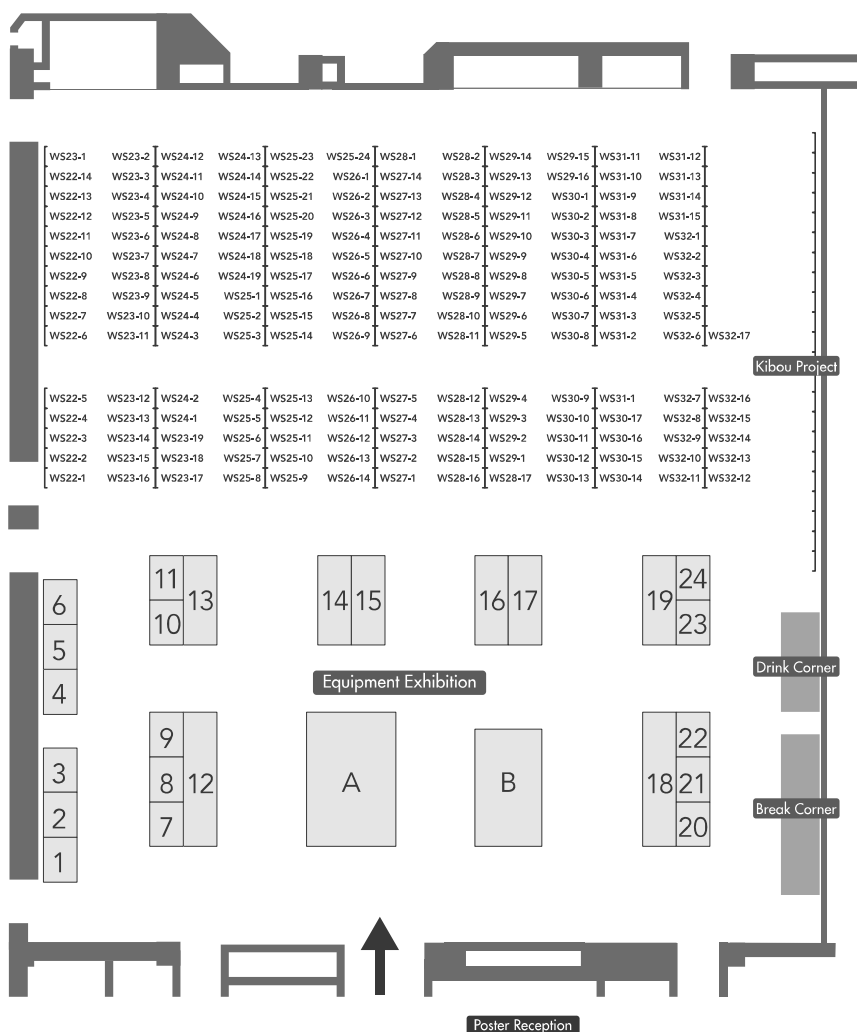 WS23-1 WS23-2 WS24-12 WS24-13 WS25-23 WS25-24 WS28-1 WS28-2 WS29-14 WS29-15 WS31-11 WS31-12
WS22-14 WS23-3 WS24-11 WS24-14 WS25-22 WS26-1 WS27-14 WS28-3 WS29-13 WS29-16 WS31-10 WS31-13
WS22-13 WS23-4 WS24-10 WS24-15 WS25-21 WS26-2 WS27-13 WS28-4 WS29-12 WS30-1 WS31-9 WS31-14
WS22-12 WS23-5 WS24-9 WS24-16 WS25-20 WS26-3 WS27-12 WS28-5 WS29-11 WS30-2 WS31-8 WS31-15
WS22-11 WS23-6 WS24-8 WS24-17 WS25-19 WS26-4 WS27-11 WS28-6 WS29-10 WS30-3 WS31-7 WS32-1
WS22-10 WS23-7 WS24-7 WS24-18 WS25-18 WS26-5 WS27-10 WS28-7 WS29-9 WS30-4 WS31-6 WS32-2
WS22-9 WS23-8 WS24-6 WS24-19 WS25-17 WS26-6 WS27-9 WS28-8 WS29-8 WS30-5 WS31-5 WS32-3
WS22-8 WS23-9 WS24-5 WS25-1 WS25-16 WS26-7 WS27-8 WS28-9 WS29-7 WS30-6 WS31-4 WS32-4
WS22-7 WS23-10 WS24-4 WS25-2 WS25-15 WS26-8 WS27-7 WS28-10 WS29-6 WS30-7 WS31-3 WS32-5
WS22-6 WS23-11 WS24-3 WS25-3 WS25-14 WS26-9 WS27-6 WS28-11 WS29-5 WS30-8 WS31-2 WS32-6 WS32-17
Kibou Project
WS22-5 WS23-12 WS24-2 WS25-4 WS25-13 WS26-10 WS27-5 WS28-12 WS29-4 WS30-9 WS31-1 WS32-7 WS32-16
WS22-4 WS23-13 WS24-1 WS25-5 WS25-12 WS26-11 WS27-4 WS28-13 WS29-3 WS30-10 WS30-17 WS32-8 WS32-15
WS22-3 WS23-14 WS23-19 WS25-6 WS25-11 WS26-12 WS27-3 WS28-14 WS29-2 WS30-11 WS30-16 WS32-9 WS32-14
WS22-2 WS23-15 WS23-18 WS25-7 WS25-10 WS26-13 WS27-2 WS28-15 WS29-1 WS30-12 WS30-15 WS32-10 WS32-13
WS22-1 WS23-16 WS23-17 WS25-8 WS25-9 WS26-14 WS27-1 WS28-16 WS28-17 WS30-13 WS30-14 WS32-11 WS32-12
11 24
6 13 14 15 16 17 19
10 23
5
Drink Corner
Equipment Exhibition
4
9 22
3
8 12 A B 18 21
Break Corner
2
7 20
1
Poster Reception